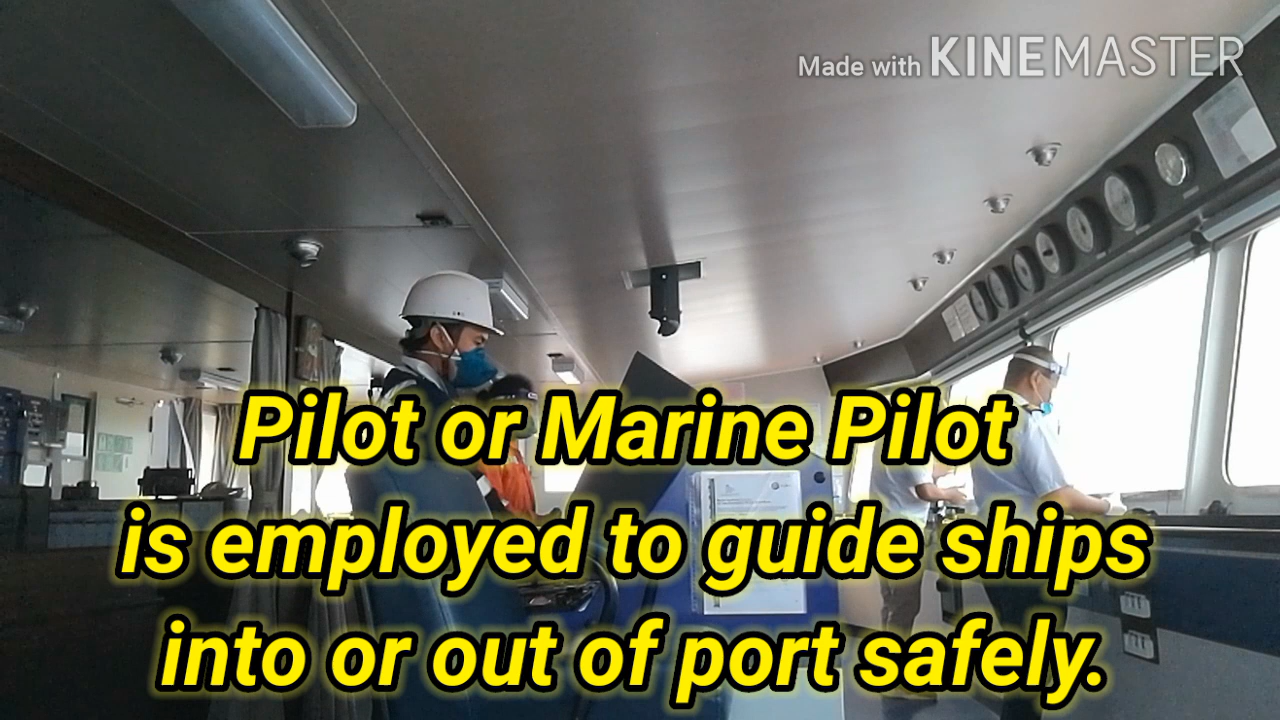 Made with KINEMASTER
Pilot or Marine Pilot
is employed to guide ships
into or out of port safely.